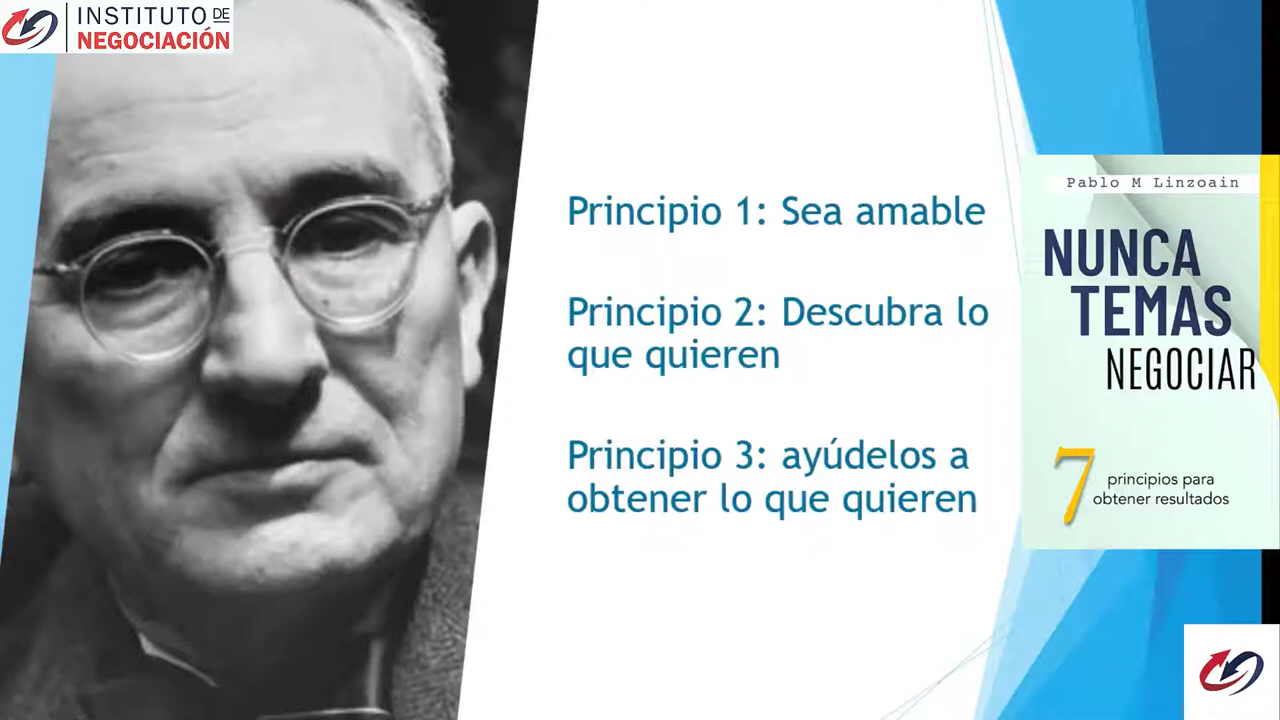 INSTITUTO DE
NEGOCIACIÓN
Principio 1: Sea amable
Principio 2: Descubra lo
que quieren
Principio 3: ayúdelos a
obtener lo que quieren
Pablo M Linzoain
NUNCA
TEMAS
NEGOCIAR
7 principios para
obtener resultados